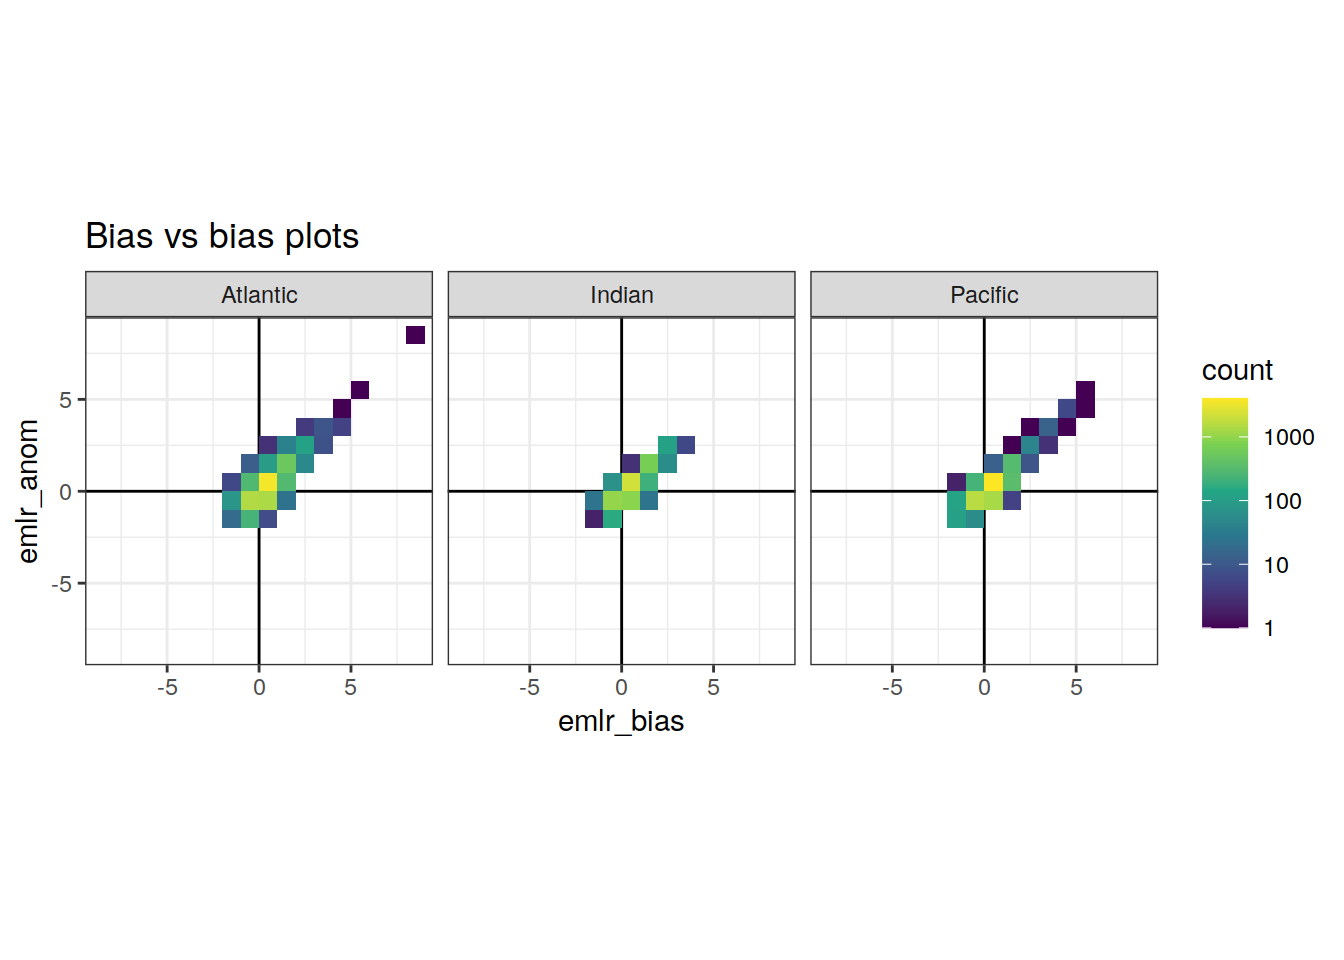 Bias vs bias plots
Atlantic Indian Pacific
emlr_anom
5
0
-5
-5 0 5 -5 0 5 -5 0 5
emlr_bias
count
1000
100
10
1